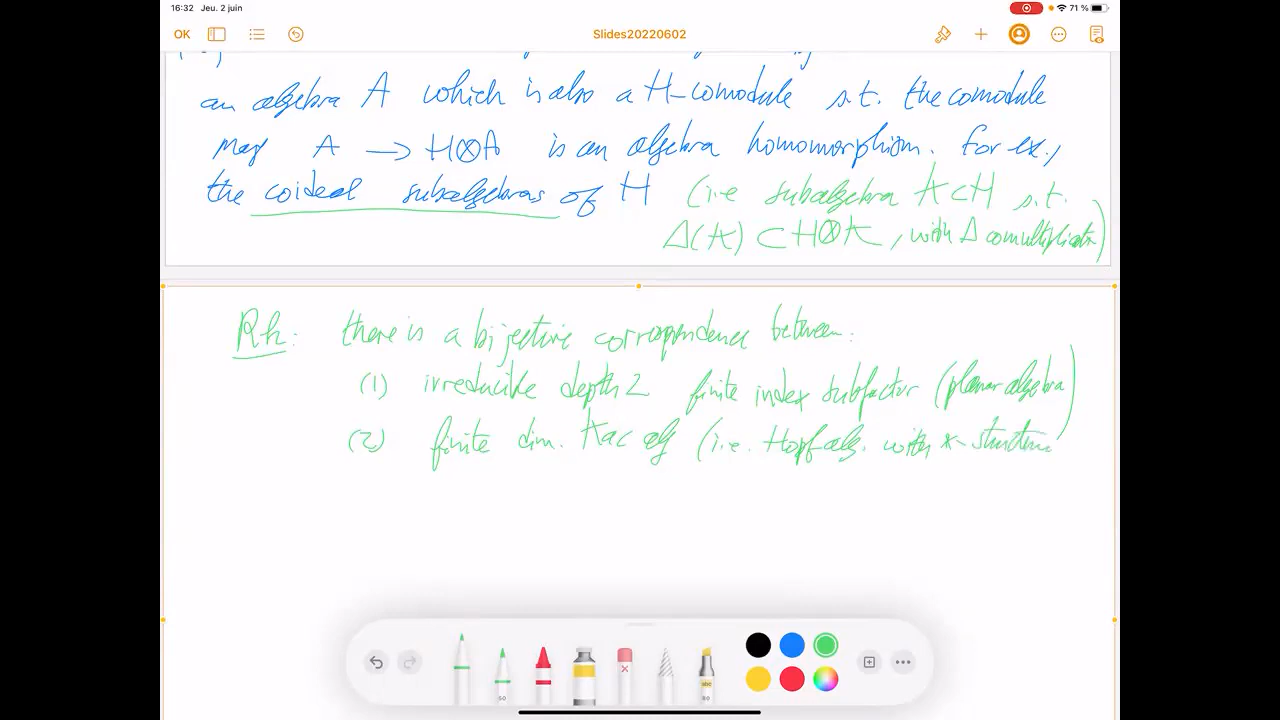 16:32 Jeu. 2 juin
71 %
OK
Slides20220602
an algebra A which is also a H-comodule s.t. the comodule
map A → H⊗A is an algebra homomorphism. For ex.,
the coideal subalgebras of H (i.e subalgebra K⊂H s.t.
Δ(K) ⊂ H⊗K, with Δ comultiplication)
Rk: there is a bijective correspondence between:
(1) irreducible depth 2 finite index subfactor (planar algebra)
(2) finite dim. Kac alg (i.e. Hopf alg. with *-structure
50
80